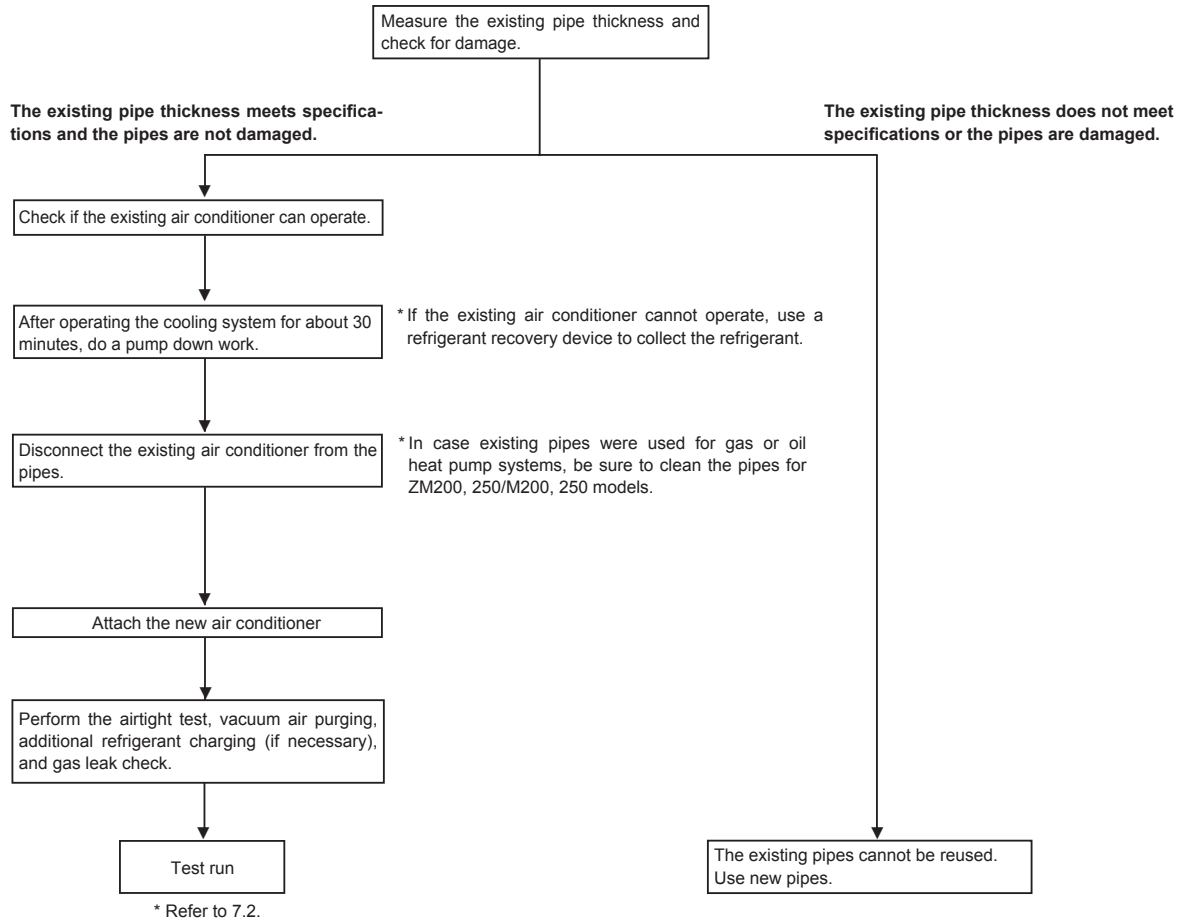 Measure the existing pipe thickness and
check for damage.
The existing pipe thickness meets specifica-
tions and the pipes are not damaged.
The existing pipe thickness does not meet
specifications or the pipes are damaged.
Check if the existing air conditioner can operate.
After operating the cooling system for about 30
minutes, do a pump down work.
* If the existing air conditioner cannot operate, use a
refrigerant recovery device to collect the refrigerant.
Disconnect the existing air conditioner from the
pipes.
* In case existing pipes were used for gas or oil
heat pump systems, be sure to clean the pipes for
ZM200, 250/M200, 250 models.
Attach the new air conditioner
Perform the airtight test, vacuum air purging,
additional refrigerant charging (if necessary),
and gas leak check.
Test run
* Refer to 7.2.
The existing pipes cannot be reused.
Use new pipes.